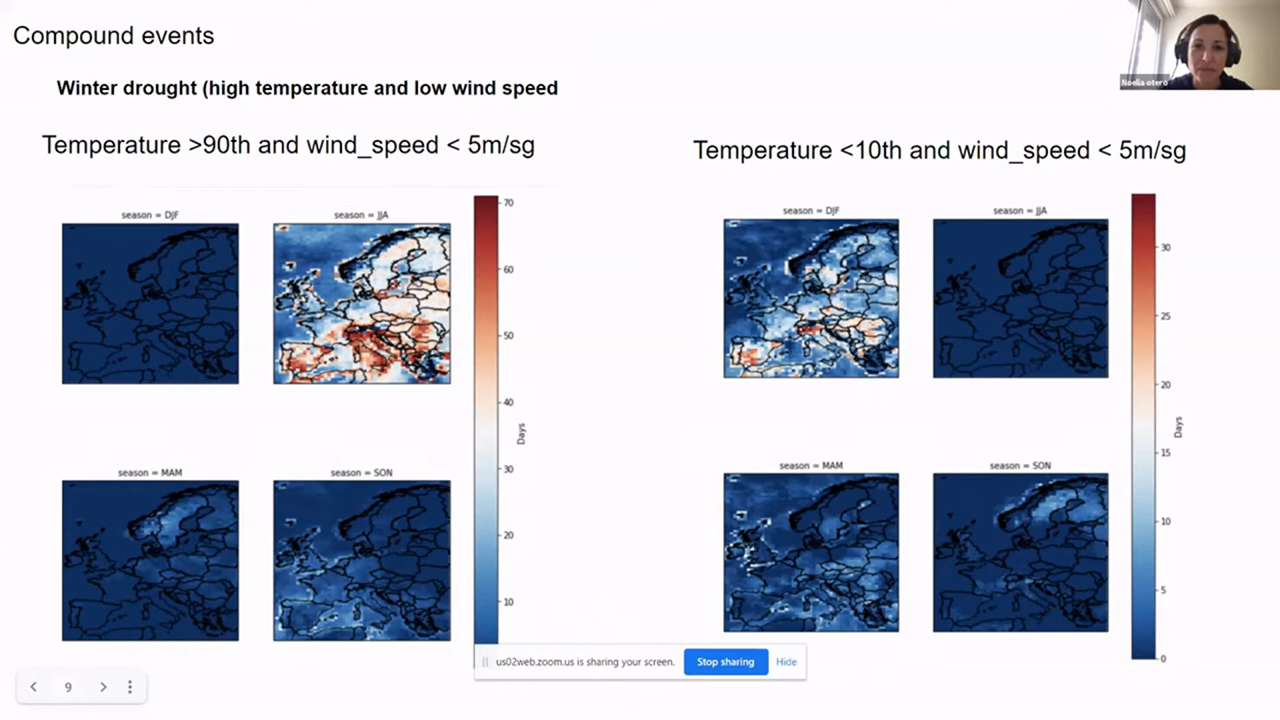 Compound events
Noelia otero
Winter drought (high temperature and low wind speed
Temperature >90th and wind_speed < 5m/sg
Temperature <10th and wind_speed < 5m/sg
season = DJF
season = JJA
70
60
50
40
30
20
10
Days
season = MAM
season = SON
season = DJF
season = JJA
30
25
20
15
10
5
0
Days
season = MAM
season = SON
us02web.zoom.us is sharing your screen.
Stop sharing
Hide
9